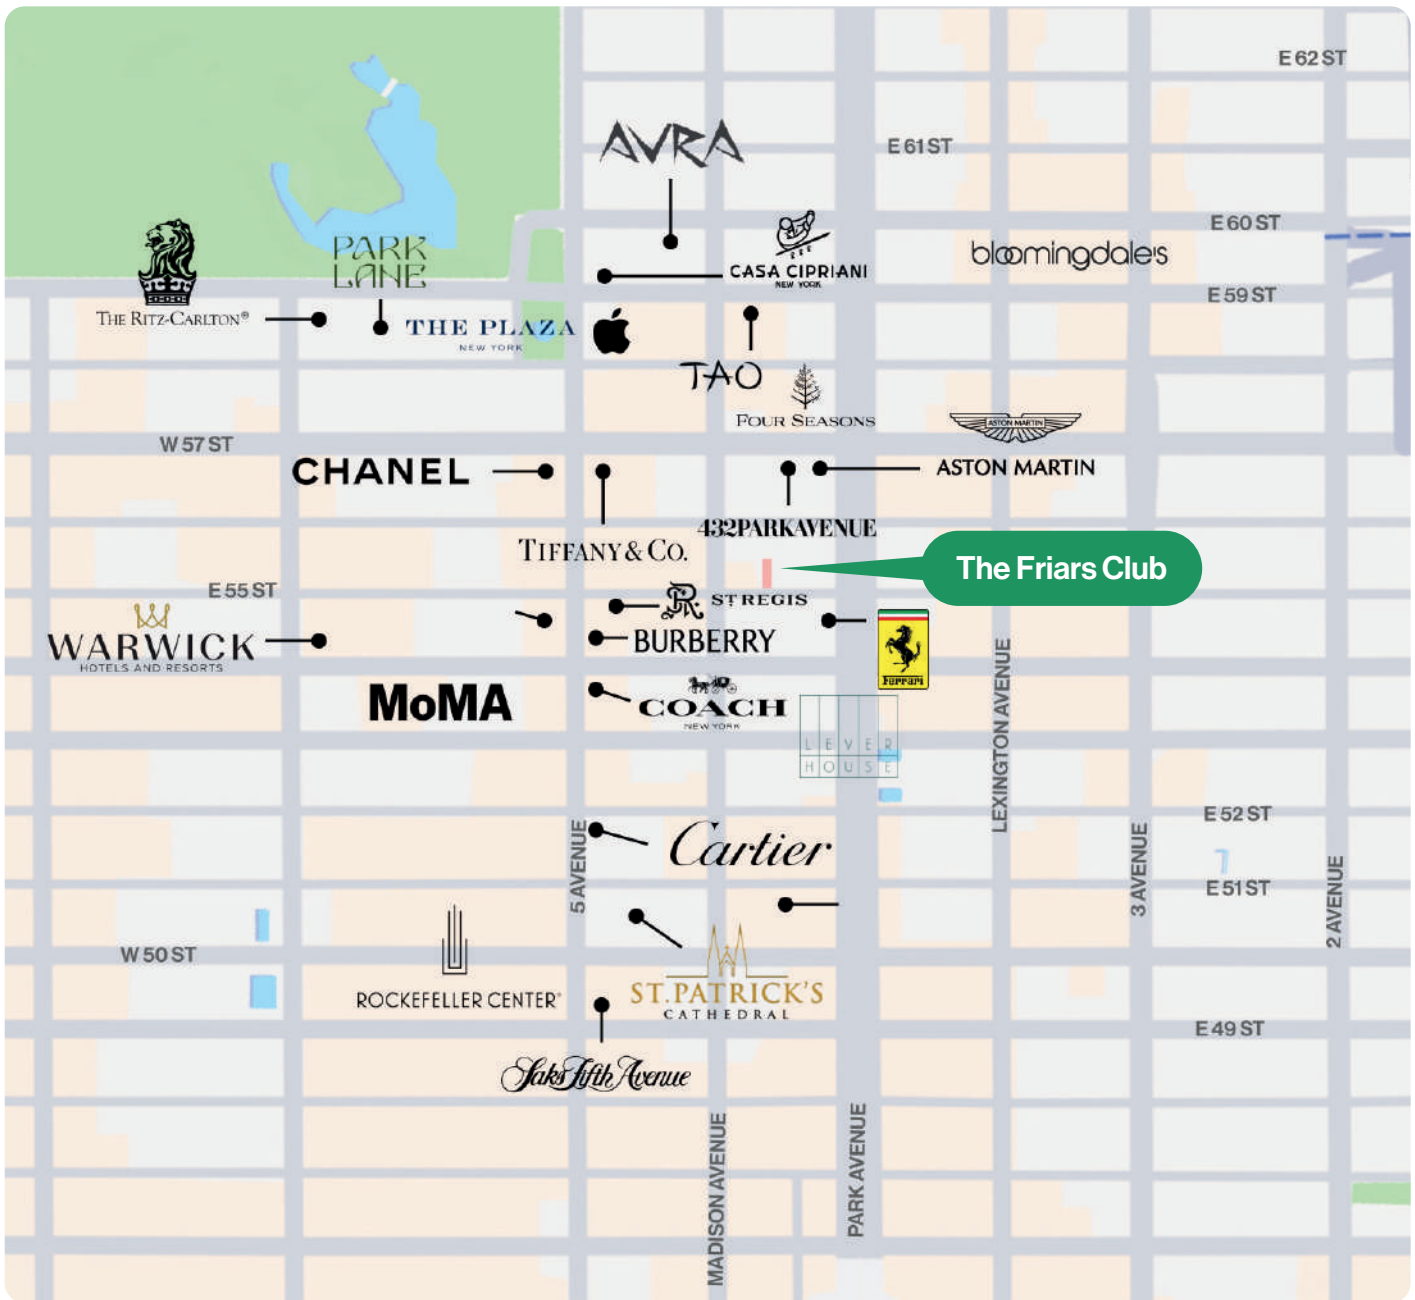 E 62 ST
AVRA
E 61 ST
E 60 ST
PARK
LANE
bloomingdale's
CASA CIPRIANI
NEW YORK
E 59 ST
THE RITZ-CARLTON®
THE PLAZA
NEW YORK
TAO
FOUR SEASONS
ASTON MARTIN
ASTON MARTIN
W 57 ST
CHANEL
432PARKAVENUE
TIFFANY & CO.
The Friars Club
E 55 ST
ST REGIS
WARWICK
HOTELS AND RESORTS
BURBERRY
Ferrari
MoMA
COACH
NEW YORK
LEVER
HOUSE
LEXINGTON AVENUE
E 52 ST
Cartier
5 AVENUE
3 AVENUE
2 AVENUE
E 51 ST
W 50 ST
ROCKEFELLER CENTER®
ST. PATRICK'S
CATHEDRAL
E 49 ST
Saks Fifth Avenue
MADISON AVENUE
PARK AVENUE